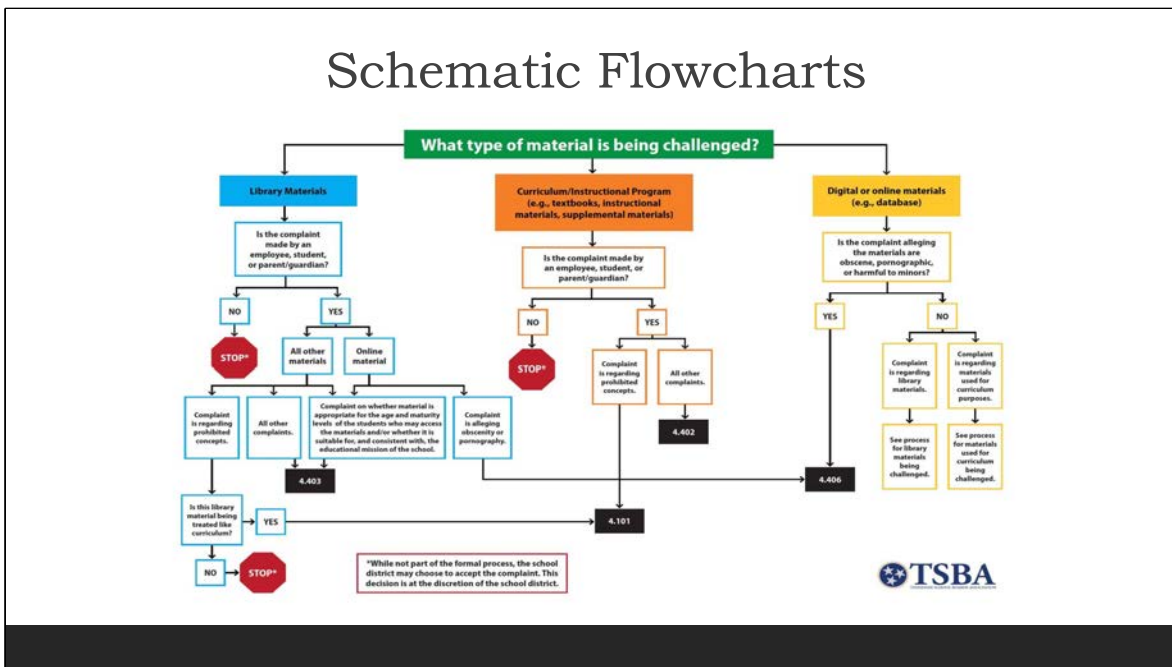 Schematic Flowcharts
What type of material is being challenged?
Library Materials
Is the complaint
made by an
employee, student,
or parent/guardian?
NO
YES
STOP*
All other
materials
Online
material
Complaint
is regarding
prohibited
concepts.
All other
complaints.
Complaint on whether material is
appropriate for the age and maturity
levels of the students who may access
the materials and/or whether it is
suitable for, and consistent with, the
educational mission of the school.
Complaint
is alleging
obscenity or
pornography.
4.403
Is this library
material being
treated like
curriculum?
YES
NO
STOP*
Curriculum/Instructional Program
(e.g., textbooks, instructional
materials, supplemental materials)
Is the complaint made by
an employee, student, or
parent/guardian?
NO
YES
STOP*
Complaint
is regarding
prohibited
concepts.
All other
complaints.
4.402
4.101
Digital or online materials
(e.g., database)
Is the complaint alleging
the materials are
obscene, pornographic,
or harmful to minors?
YES
NO
Complaint
is regarding
library
materials.
Complaint
is regarding
materials
used for
curriculum
purposes.
See process
for library
materials
being
challenged.
See process
for materials
used for
curriculum
being
challenged.
4.406
*While not part of the formal process, the school
district may choose to accept the complaint. This
decision is at the discretion of the school district.
TSBA